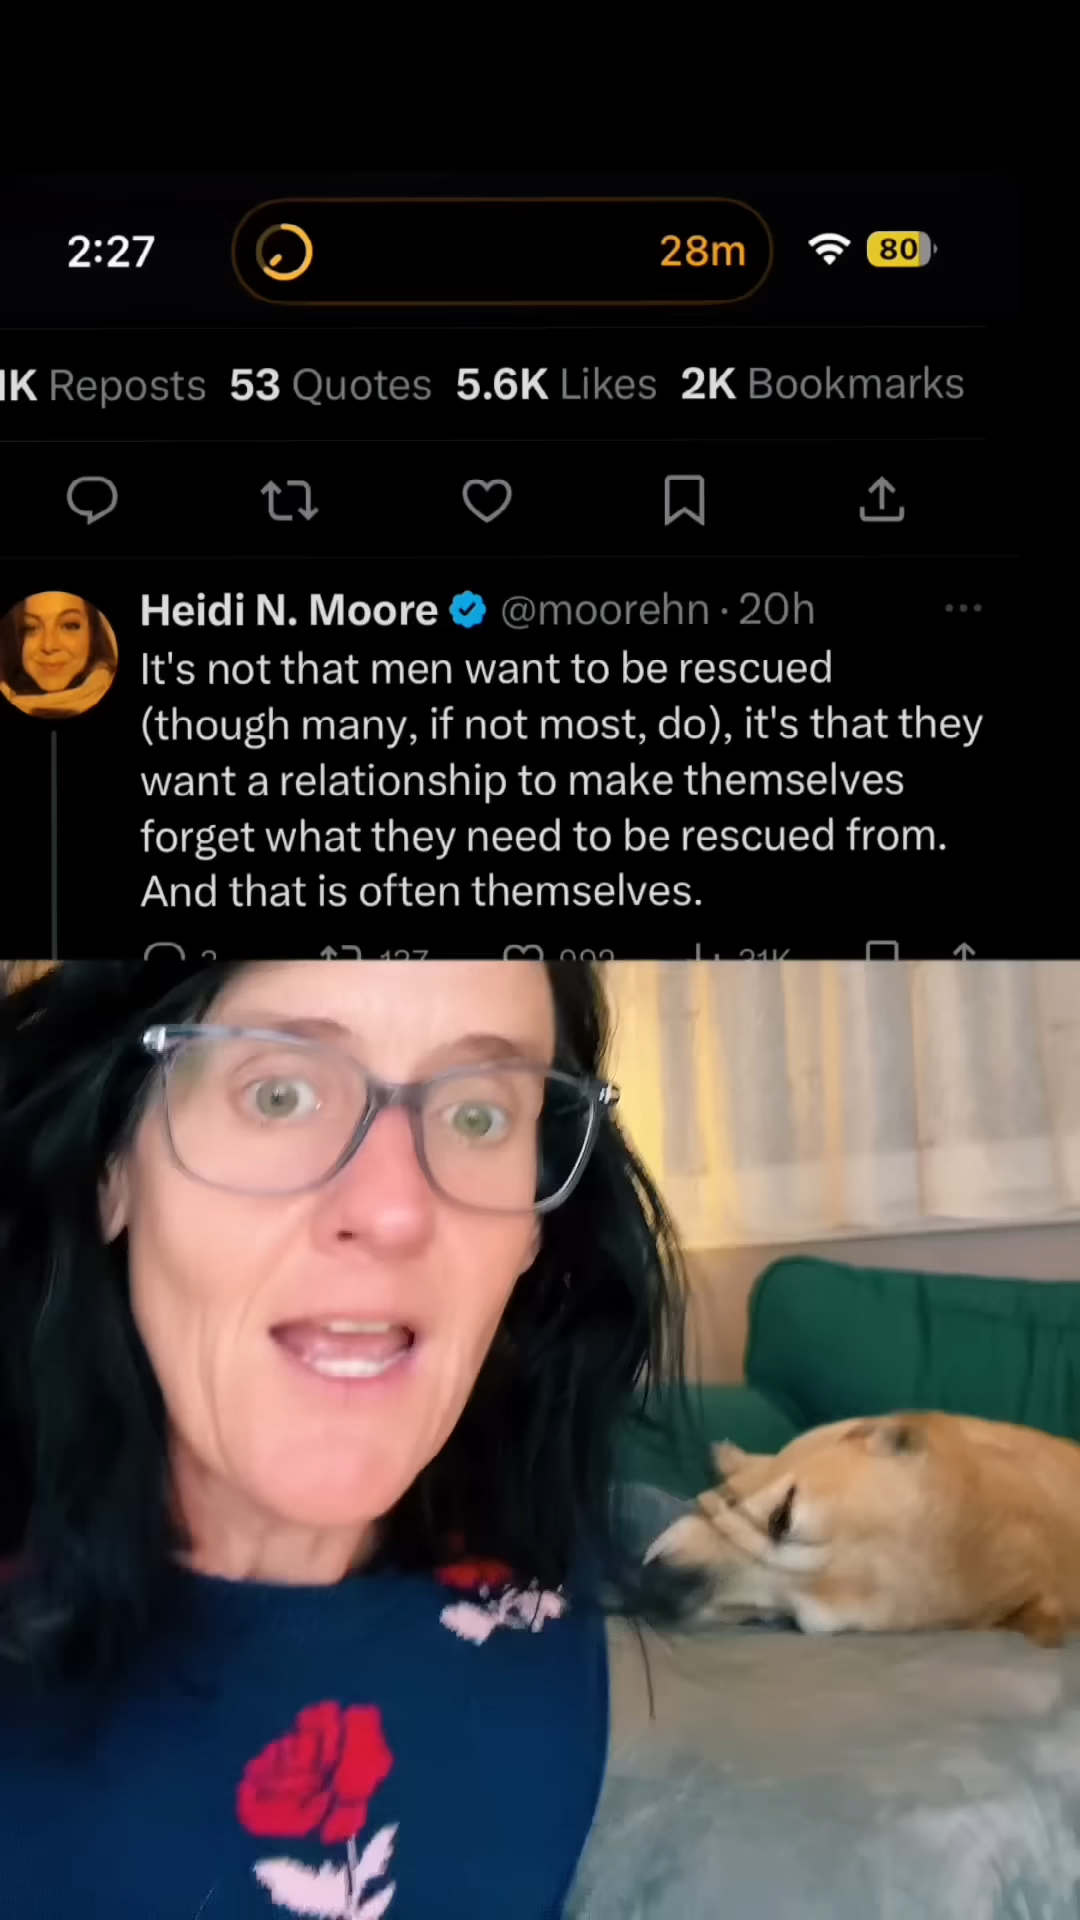 2:27 28m 80
1K Reposts 53 Quotes 5.6K Likes 2K Bookmarks
Heidi N. Moore @moorehn · 20h
It's not that men want to be rescued
(though many, if not most, do), it's that they
want a relationship to make themselves
forget what they need to be rescued from.
And that is often themselves.